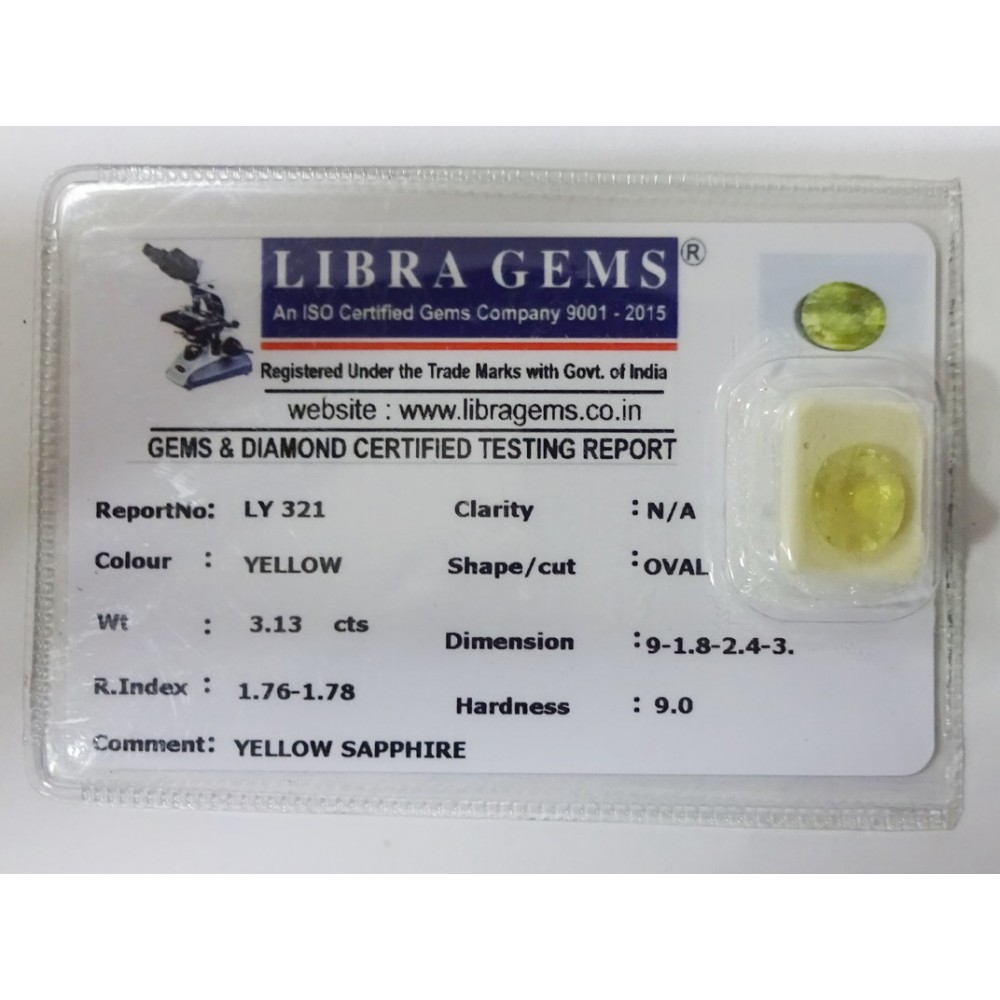 LIBRA GEMS ®
An ISO Certified Gems Company 9001 - 2015
Registered Under the Trade Marks with Govt. of India
website : www.libragems.co.in
GEMS & DIAMOND CERTIFIED TESTING REPORT
ReportNo: LY 321 Clarity : N/A
Colour : YELLOW Shape/cut : OVAL
Wt : 3.13 cts Dimension : 9-1.8-2.4-3.
R.Index : 1.76-1.78 Hardness : 9.0
Comment: YELLOW SAPPHIRE